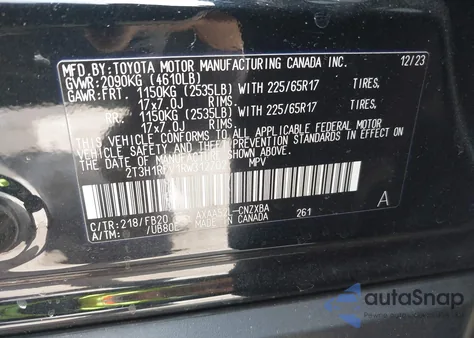 MFD.BY:TOYOTA MOTOR MANUFACTURING CANADA INC. 12/23
GVWR:2090KG (4610LB)
GAWR:FRT. 1150KG (2535LB) WITH 225/65R17 TIRES,
17x7.0J RIMS.
RR. 1150KG (2535LB) WITH 225/65R17 TIRES,
17x7.0J RIMS.
THIS VEHICLE CONFORMS TO ALL APPLICABLE FEDERAL MOTOR
VEHICLE SAFETY AND THEFT PREVENTION STANDARDS IN EFFECT ON
THE DATE OF MANUFACTURE SHOWN ABOVE.
MPV
C/TR:218/FB20 AXAA52L-CNZXBA 261 A
A/TM: /UB80E MADE IN CANADA
autoSnap